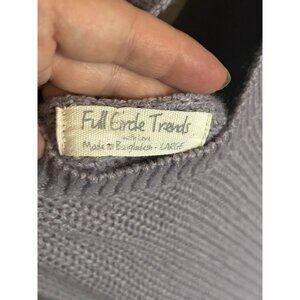 Full Circle Trends
with Love
Made in Bangladesh - LARGE